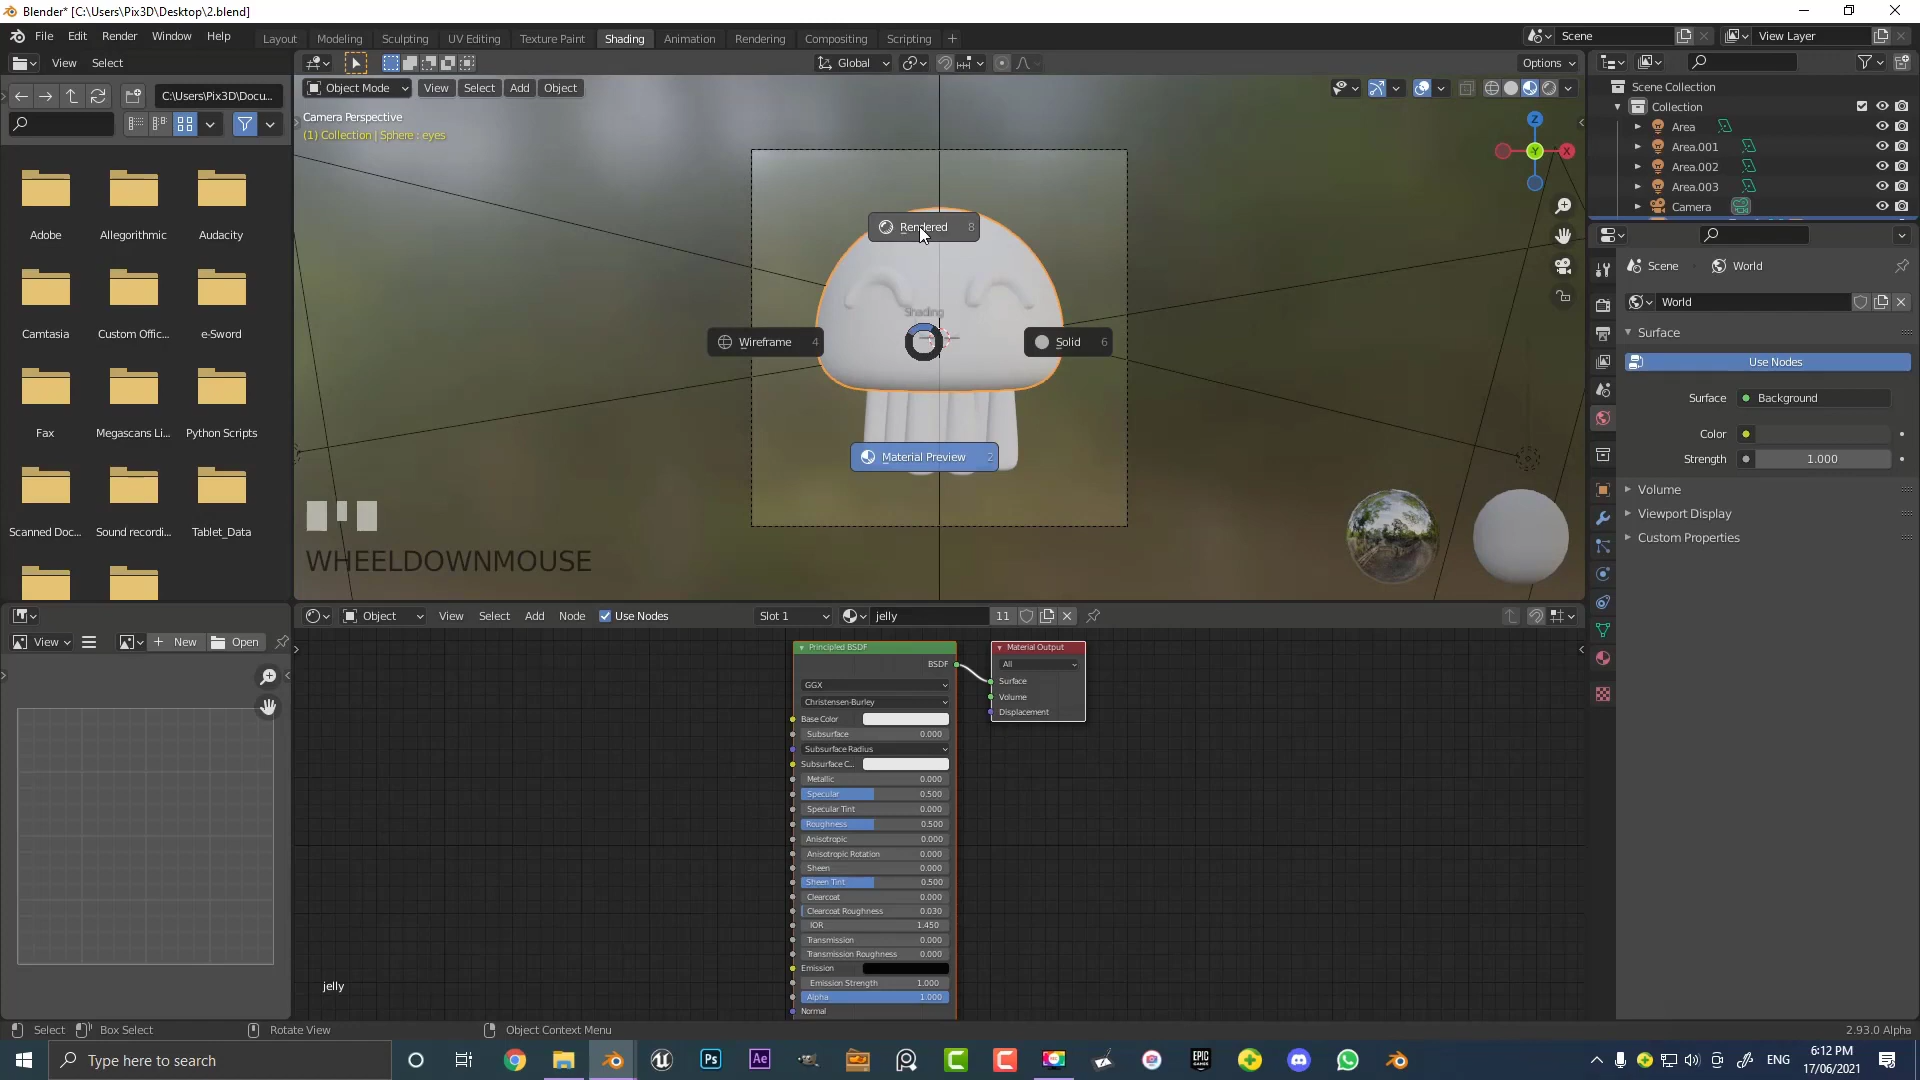 Blender* [C:\Users\Pix3D\Desktop\2.blend]
File Edit Render Window Help
Layout Modeling Sculpting UV Editing Texture Paint Shading Animation Rendering Compositing Scripting
Scene
View Layer
View Select
Global
Options
C:\Users\Pix3D\Docu...
Object Mode View Select Add Object
Camera Perspective
(1) Collection | Sphere : eyes
Z
Y
X
Scene Collection
Collection
Area
Area.001
Area.002
Area.003
Camera
Adobe Allegorithmic Audacity
Camtasia Custom Offic... e-Sword
Fax Megascans Li... Python Scripts
Scanned Doc... Sound recordi... Tablet_Data
Rendered 8
Shading
Wireframe 4
Solid 6
Material Preview 2
WHEELDOWNMOUSE
Scene World
World
Surface
Use Nodes
Surface Background
Color
Strength 1.000
Volume
Viewport Display
Custom Properties
View New Open
Object View Select Add Node Use Nodes Slot 1 jelly 11
Principled BSDF
BSDF
GGX
Christensen-Burley
Base Color
Subsurface 0.000
Subsurface Radius
Subsurface C...
Metallic 0.000
Specular 0.500
Specular Tint 0.000
Roughness 0.500
Anisotropic 0.000
Anisotropic Rotation 0.000
Sheen 0.000
Sheen Tint 0.500
Clearcoat 0.000
Clearcoat Roughness 0.030
IOR 1.450
Transmission 0.000
Transmission Roughness 0.000
Emission
Emission Strength 1.000
Alpha 1.000
Normal
Material Output
All
Surface
Volume
Displacement
jelly
Select Box Select Rotate View Object Context Menu
2.93.0 Alpha
Type here to search
Ps
Ae
EPIC GAMES
ENG
6:12 PM
17/06/2021